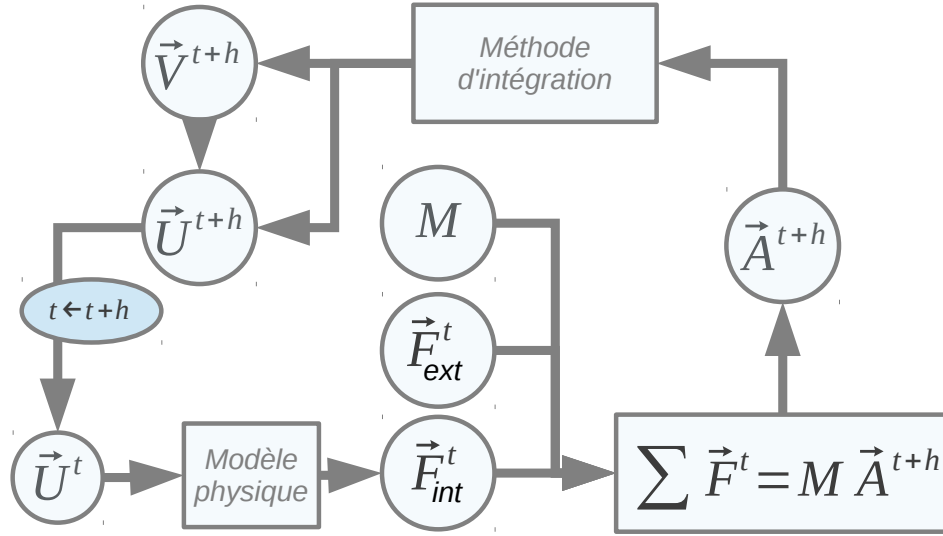 V⃗ᵗ⁺ʰ
Méthode
d'intégration
U⃗ᵗ⁺ʰ
M
A⃗ᵗ⁺ʰ
t ← t+h
F⃗ᵗ_ext
U⃗ᵗ
Modèle
physique
F⃗ᵗ_int
∑ F⃗ᵗ = M A⃗ᵗ⁺ʰ